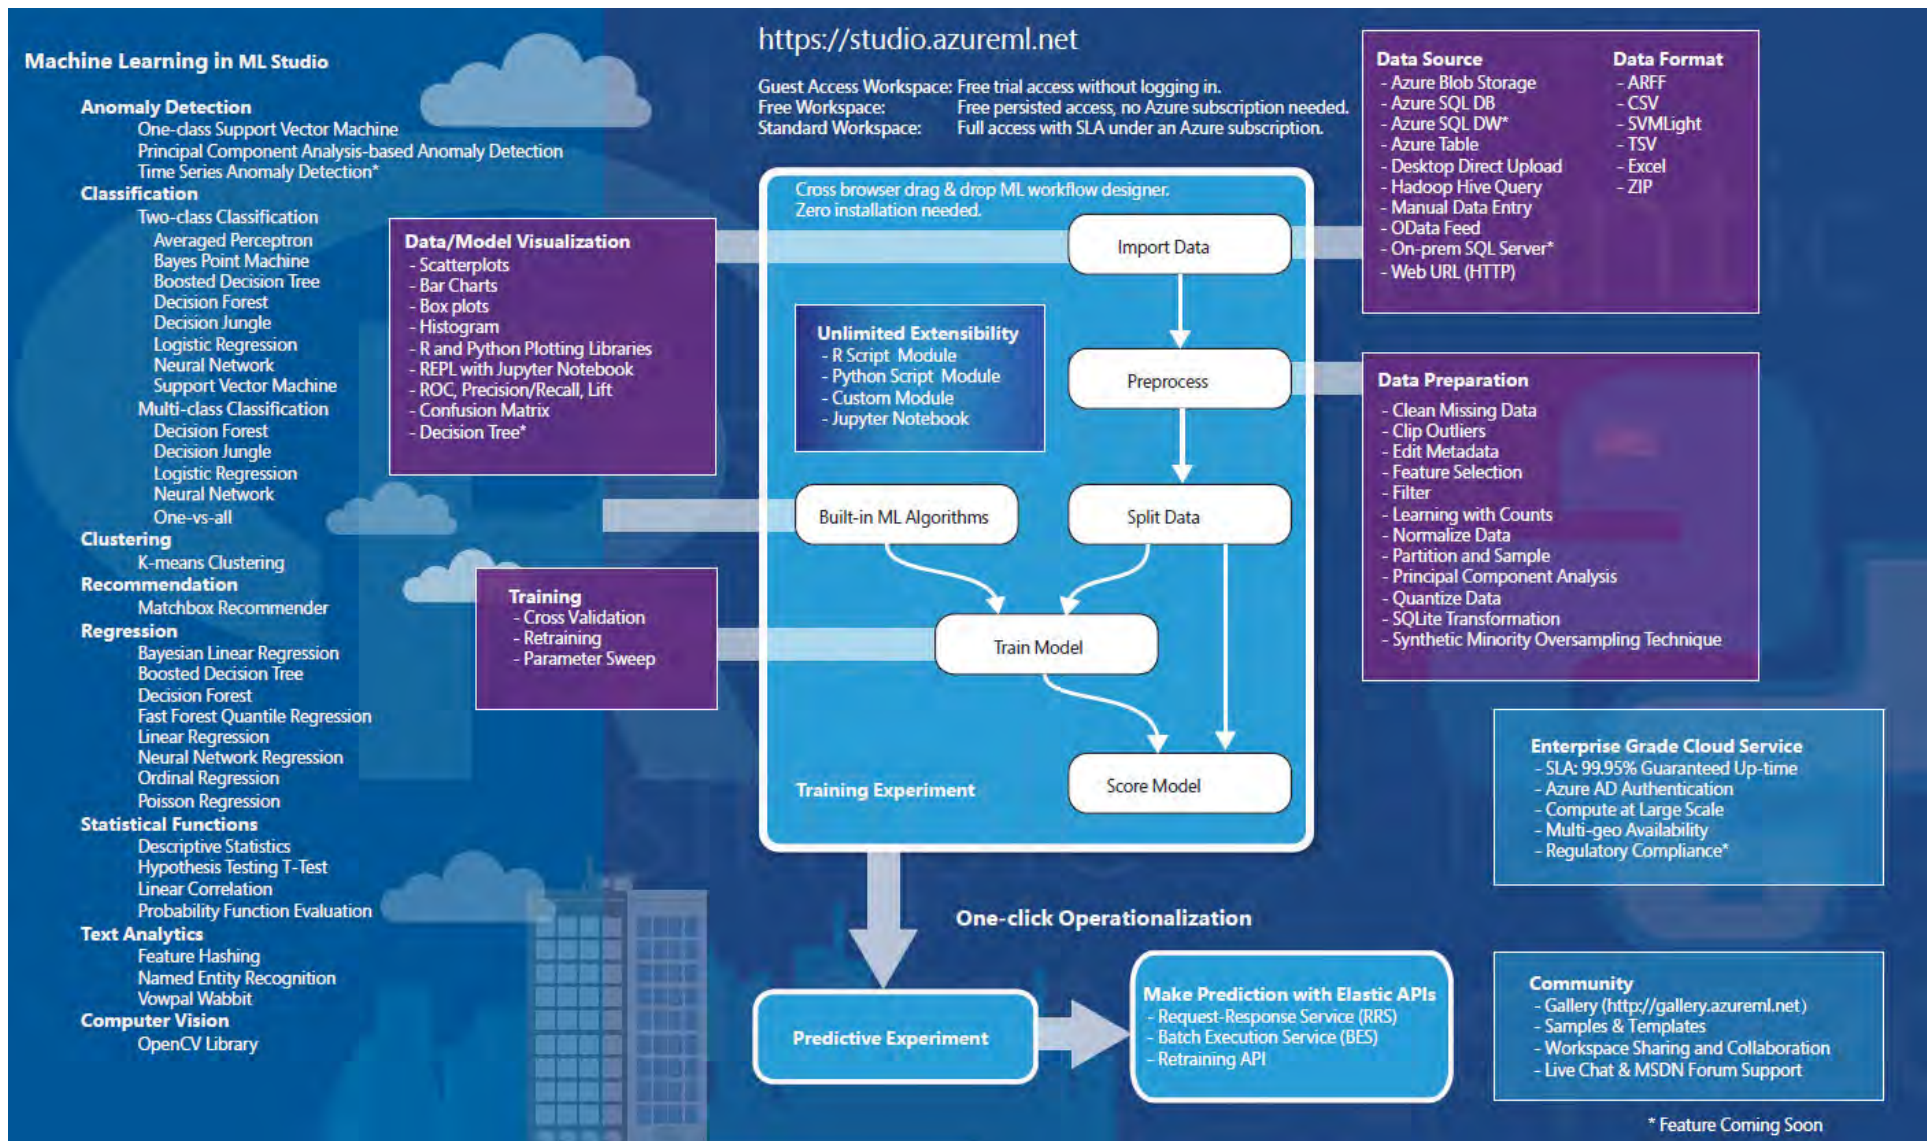 Machine Learning in ML Studio
Anomaly Detection
One-class Support Vector Machine
Principal Component Analysis-based Anomaly Detection
Time Series Anomaly Detection*
Classification
Two-class Classification
Averaged Perceptron
Bayes Point Machine
Boosted Decision Tree
Decision Forest
Decision Jungle
Logistic Regression
Neural Network
Support Vector Machine
Multi-class Classification
Decision Forest
Decision Jungle
Logistic Regression
Neural Network
One-vs-all
Clustering
K-means Clustering
Recommendation
Matchbox Recommender
Regression
Bayesian Linear Regression
Boosted Decision Tree
Decision Forest
Fast Forest Quantile Regression
Linear Regression
Neural Network Regression
Ordinal Regression
Poisson Regression
Statistical Functions
Descriptive Statistics
Hypothesis Testing T-Test
Linear Correlation
Probability Function Evaluation
Text Analytics
Feature Hashing
Named Entity Recognition
Vowpal Wabbit
Computer Vision
OpenCV Library
Data/Model Visualization
- Scatterplots
- Bar Charts
- Box plots
- Histogram
- R and Python Plotting Libraries
- REPL with Jupyter Notebook
- ROC, Precision/Recall, Lift
- Confusion Matrix
- Decision Tree*
Training
- Cross Validation
- Retraining
- Parameter Sweep
https://studio.azureml.net
Guest Access Workspace: Free trial access without logging in.
Free Workspace: Free persisted access, no Azure subscription needed.
Standard Workspace: Full access with SLA under an Azure subscription.
Cross browser drag & drop ML workflow designer.
Zero installation needed.
Import Data
Unlimited Extensibility
- R Script Module
- Python Script Module
- Custom Module
- Jupyter Notebook
Preprocess
Built-in ML Algorithms
Split Data
Train Model
Score Model
Training Experiment
One-click Operationalization
Predictive Experiment
Make Prediction with Elastic APIs
- Request-Response Service (RRS)
- Batch Execution Service (BES)
- Retraining API
Data Source
- Azure Blob Storage
- Azure SQL DB
- Azure SQL DW*
- Azure Table
- Desktop Direct Upload
- Hadoop Hive Query
- Manual Data Entry
- OData Feed
- On-prem SQL Server*
- Web URL (HTTP)
Data Format
- ARFF
- CSV
- SVMLight
- TSV
- Excel
- ZIP
Data Preparation
- Clean Missing Data
- Clip Outliers
- Edit Metadata
- Feature Selection
- Filter
- Learning with Counts
- Normalize Data
- Partition and Sample
- Principal Component Analysis
- Quantize Data
- SQLite Transformation
- Synthetic Minority Oversampling Technique
Enterprise Grade Cloud Service
- SLA: 99.95% Guaranteed Up-time
- Azure AD Authentication
- Compute at Large Scale
- Multi-geo Availability
- Regulatory Compliance*
Community
- Gallery (http://gallery.azureml.net)
- Samples & Templates
- Workspace Sharing and Collaboration
- Live Chat & MSDN Forum Support
* Feature Coming Soon